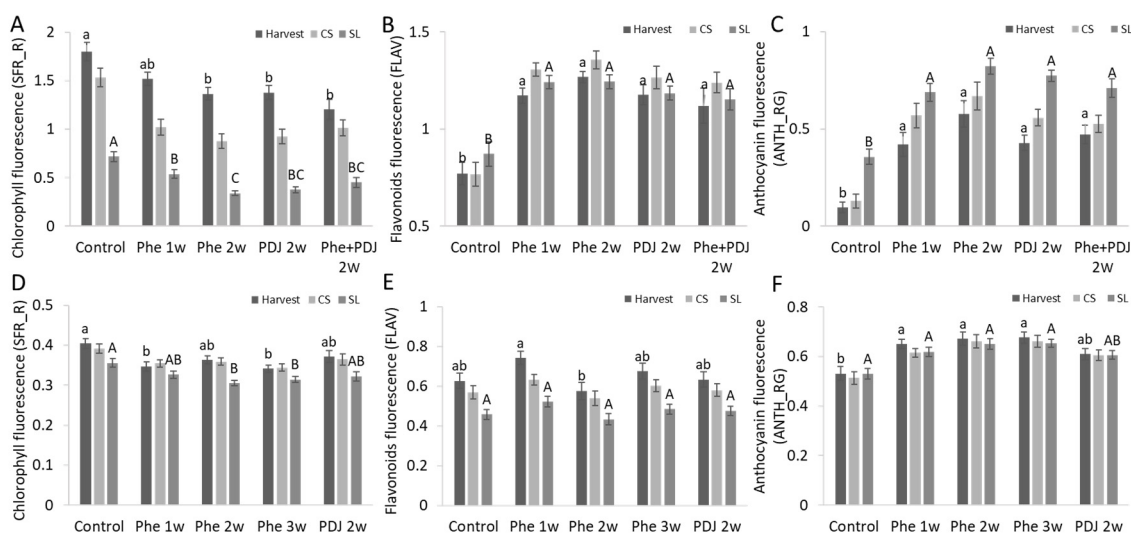 A
Chlorophyll fluorescence (SFR_R)
2
1.5
1
0.5
0
Harvest CS SL
a ab b b b
A B C BC BC
Control Phe 1w Phe 2w PDJ 2w Phe+PDJ
2w
B
Flavonoids fluorescence (FLAV)
1.5
1
0.5
Harvest CS SL
b B a A a A a A a A
Control Phe 1w Phe 2w PDJ 2w Phe+PDJ
2w
C
Anthocyanin fluorescence
(ANTH_RG)
1
0.5
0
Harvest CS SL
b B a A a A a A a A
Control Phe 1w Phe 2w PDJ 2w Phe+PDJ
2w
D
Chlorophyll fluorescence (SFR_R)
0.5
0.4
0.3
0.2
0.1
0
Harvest CS SL
a A b AB ab B b B ab AB
Control Phe 1w Phe 2w Phe 3w PDJ 2w
E
Flavonoids fluorescence (FLAV)
1
0.8
0.6
0.4
0.2
0
Harvest CS SL
ab A a A b A ab A ab A
Control Phe 1w Phe 2w Phe 3w PDJ 2w
F
Anthocyanin fluorescence
(ANTH_RG)
0.8
0.6
0.4
0.2
0
Harvest CS SL
b A a A a A a A ab AB
Control Phe 1w Phe 2w Phe 3w PDJ 2w